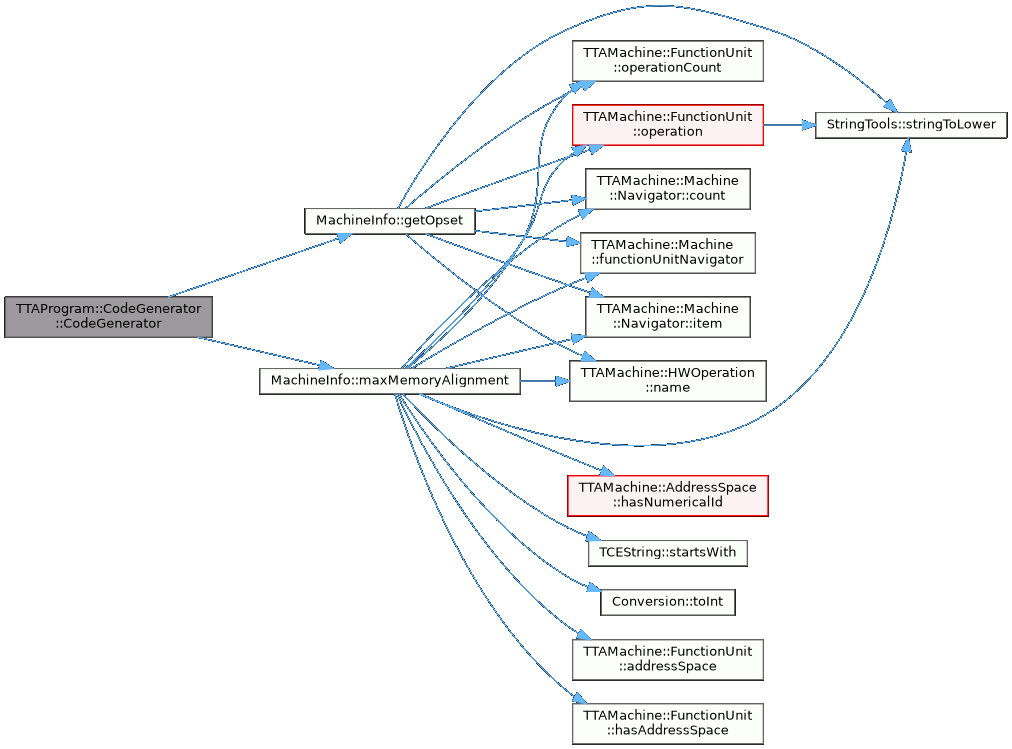 TTAMachine::FunctionUnit
::operationCount
TTAMachine::FunctionUnit
::operation
StringTools::stringToLower
TTAMachine::Machine
::Navigator::count
MachineInfo::getOpset
TTAMachine::Machine
::functionUnitNavigator
TTAProgram::CodeGenerator
::CodeGenerator
TTAMachine::Machine
::Navigator::item
MachineInfo::maxMemoryAlignment
TTAMachine::HWOperation
::name
TTAMachine::AddressSpace
::hasNumericalId
TCEString::startsWith
Conversion::toInt
TTAMachine::FunctionUnit
::addressSpace
TTAMachine::FunctionUnit
::hasAddressSpace